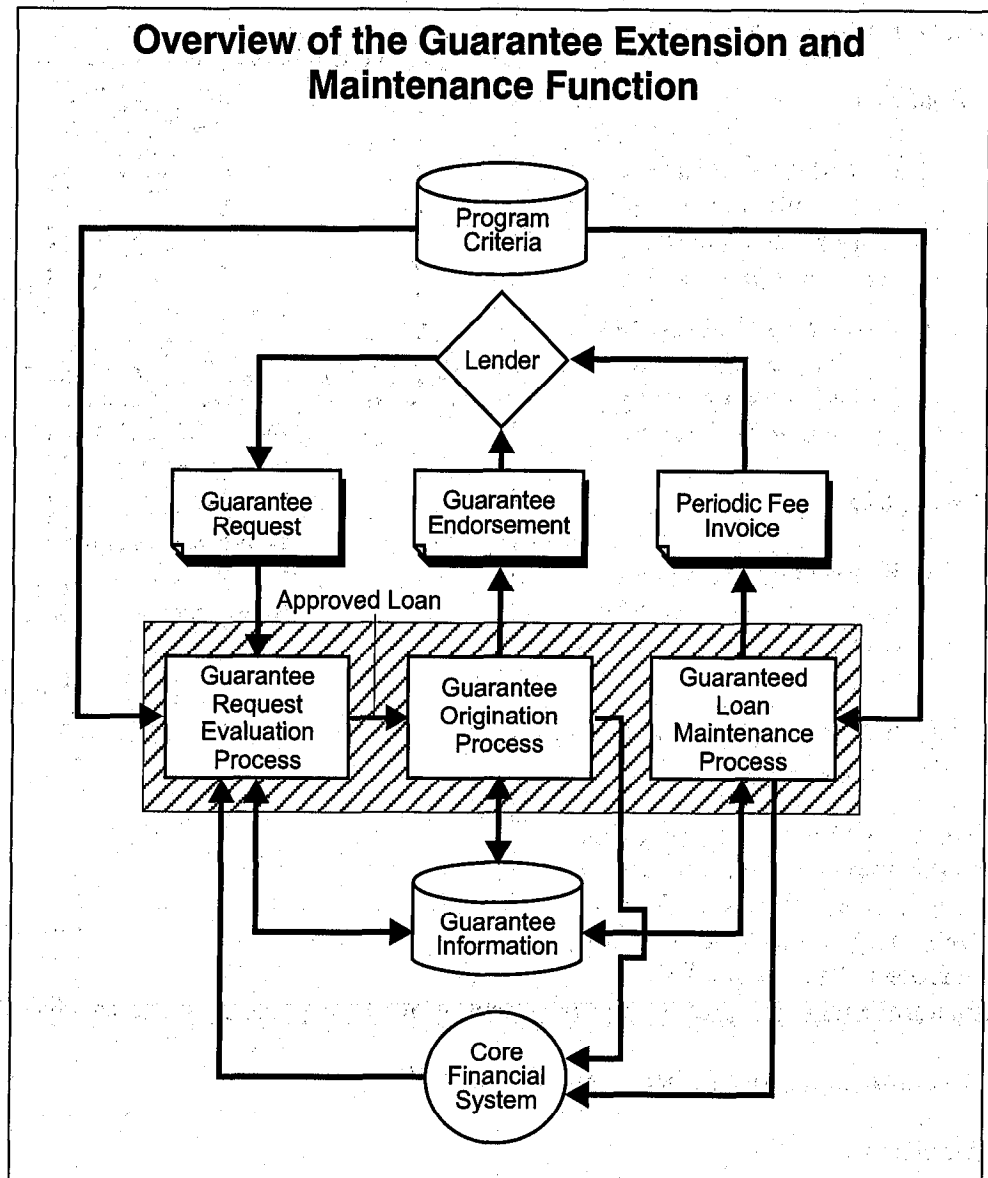 Overview of the Guarantee Extension and
Maintenance Function
Program
Criteria
Lender
Guarantee
Request
Guarantee
Endorsement
Periodic Fee
Invoice
Approved Loan
Guarantee
Request
Evaluation
Process
Guarantee
Origination
Process
Guaranteed
Loan
Maintenance
Process
Guarantee
Information
Core
Financial
System